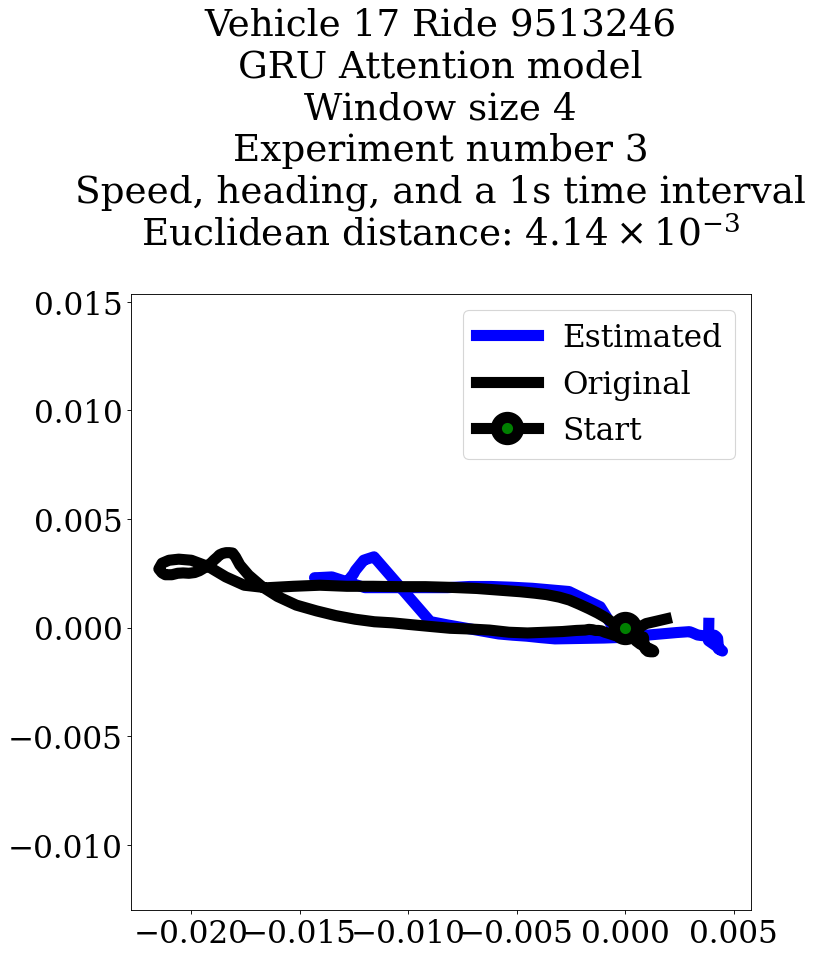 Vehicle 17 Ride 9513246
GRU Attention model
Window size 4
Experiment number 3
Speed, heading, and a 1s time interval
Euclidean distance: 4.14 × 10⁻³
Estimated
Original
Start
0.015
0.010
0.005
0.000
−0.005
−0.010
−0.020 −0.015 −0.010 −0.005 0.000 0.005